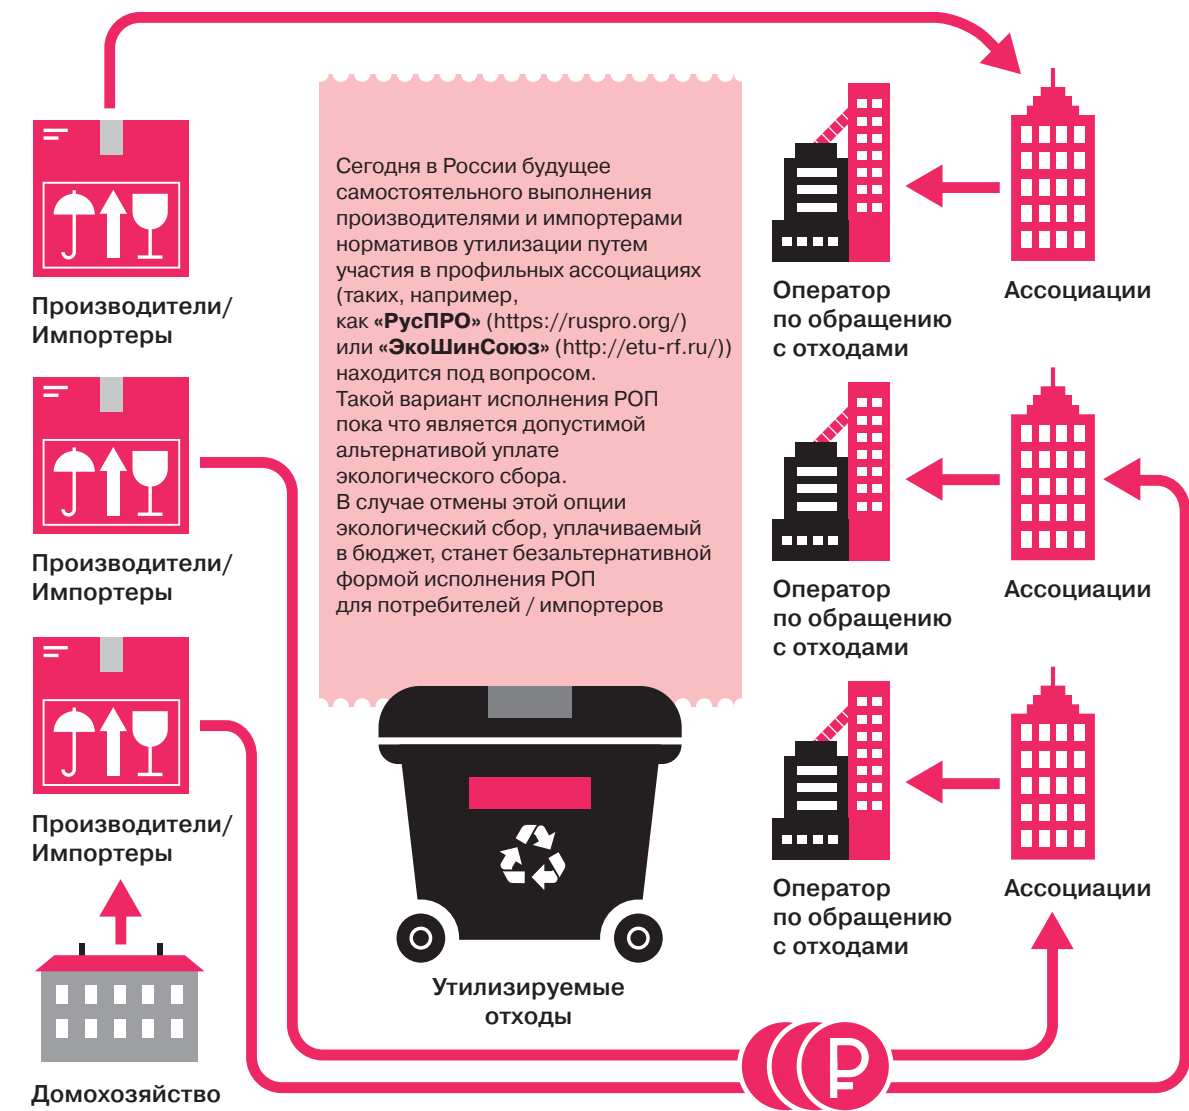 Сегодня в России будущее
самостоятельного выполнения
производителями и импортерами
нормативов утилизации путем
участия в профильных ассоциациях
(таких, например,
как «РусПРО» (https://ruspro.org/)
или «ЭкоШинСоюз» (http://etu-rf.ru/))
находится под вопросом.
Такой вариант исполнения РОП
пока что является допустимой
альтернативой уплате
экологического сбора.
В случае отмены этой опции
экологический сбор, уплачиваемый
в бюджет, станет безальтернативной
формой исполнения РОП
для потребителей / импортеров
Производители/
Импортеры
Оператор
по обращению
с отходами
Ассоциации
Производители/
Импортеры
Оператор
по обращению
с отходами
Ассоциации
Производители/
Импортеры
Оператор
по обращению
с отходами
Ассоциации
Утилизируемые
отходы
Домохозяйство